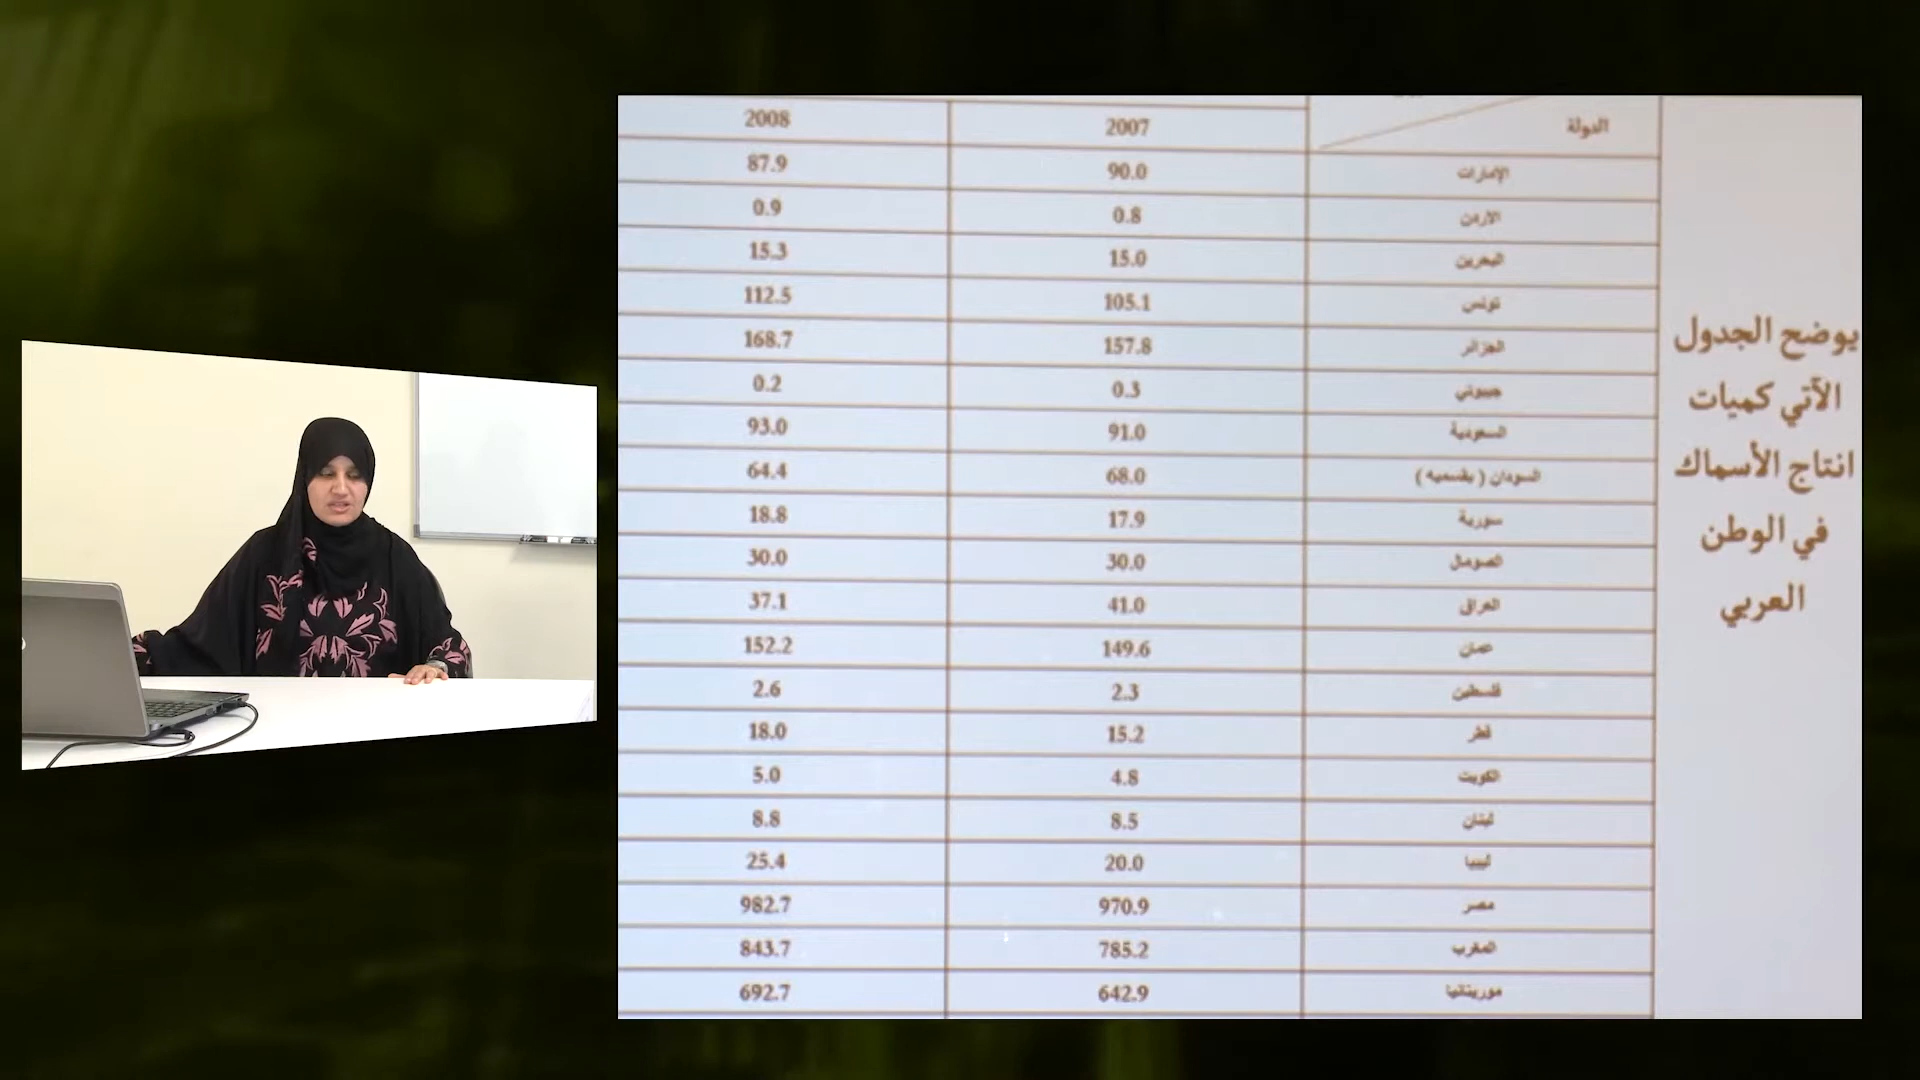 يوضح الجدول
الآتي كميات
انتاج الأسماك
في الوطن
العربي
الدولة 2007 2008
الإمارات 90.0 87.9
الاردن 0.8 0.9
البحرين 15.0 15.3
تونس 105.1 112.5
الجزائر 157.8 168.7
جيبوتي 0.3 0.2
السعودية 91.0 93.0
السودان ( بقسميه ) 68.0 64.4
سورية 17.9 18.8
الصومال 30.0 30.0
العراق 41.0 37.1
عمان 149.6 152.2
فلسطين 2.3 2.6
قطر 15.2 18.0
الكويت 4.8 5.0
لبنان 8.5 8.8
ليبيا 20.0 25.4
مصر 970.9 982.7
المغرب 785.2 843.7
موريتانيا 642.9 692.7